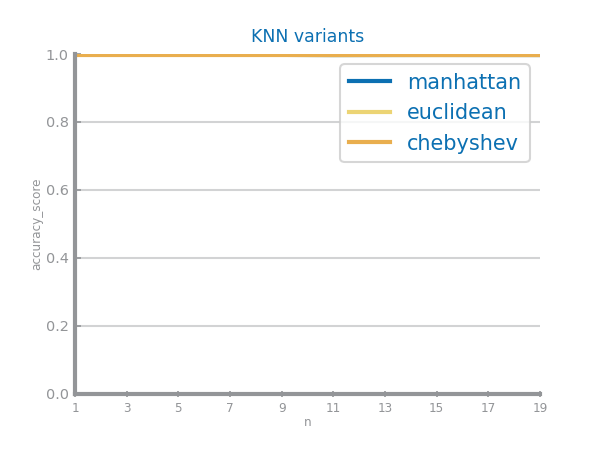 KNN variants
1.0
0.8
0.6
0.4
0.2
0.0
accuracy_score
manhattan
euclidean
chebyshev
1 3 5 7 9 11 13 15 17 19
n